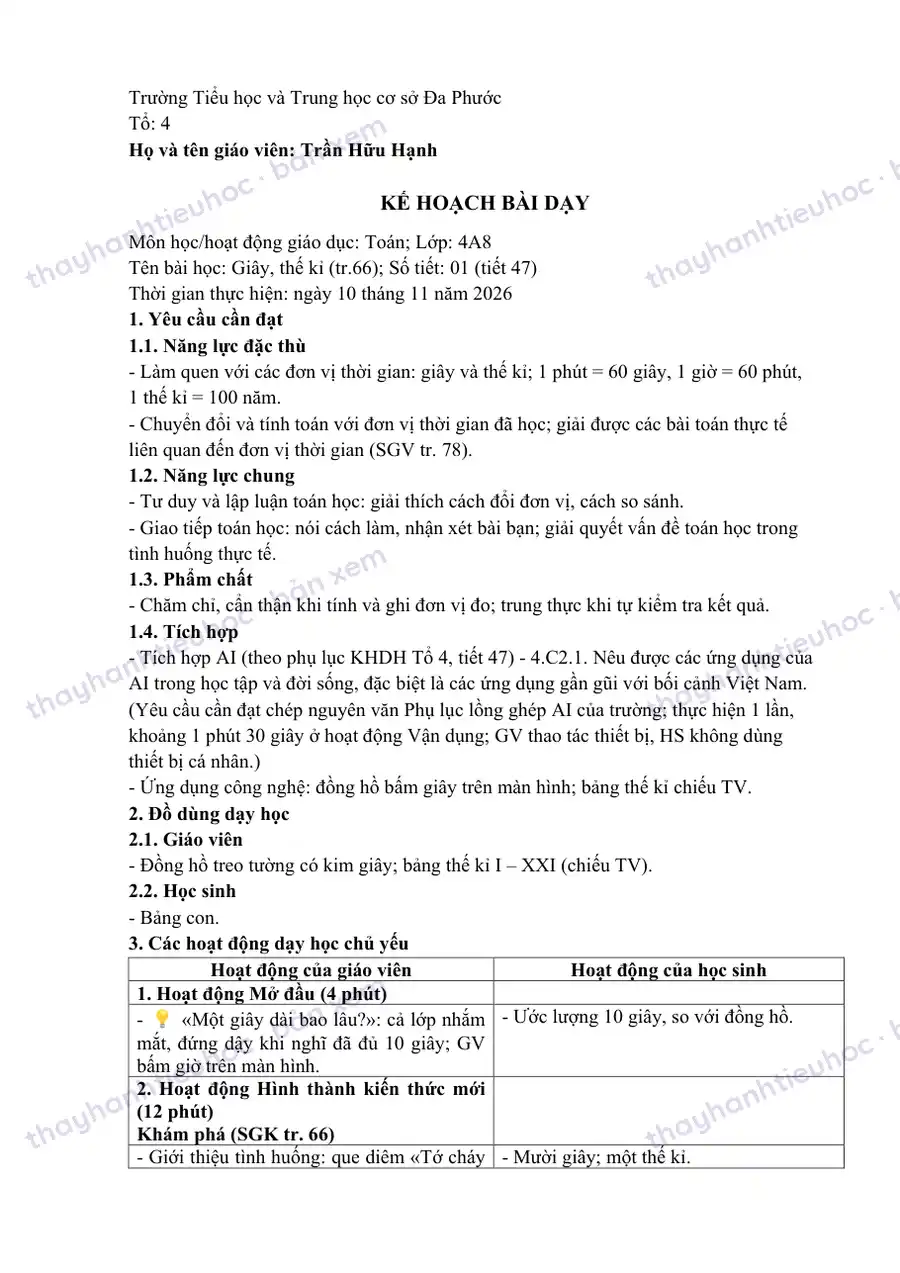 Trường Tiểu học và Trung học cơ sở Đa Phước
Tổ: 4
Họ và tên giáo viên: Trần Hữu Hạnh
KẾ HOẠCH BÀI DẠY
Môn học/hoạt động giáo dục: Toán; Lớp: 4A8
Tên bài học: Giây, thế kỉ (tr.66); Số tiết: 01 (tiết 47)
Thời gian thực hiện: ngày 10 tháng 11 năm 2026
1. Yêu cầu cần đạt
1.1. Năng lực đặc thù
- Làm quen với các đơn vị thời gian: giây và thế kỉ; 1 phút = 60 giây, 1 giờ = 60 phút,
1 thế kỉ = 100 năm.
- Chuyển đổi và tính toán với đơn vị thời gian đã học; giải được các bài toán thực tế
liên quan đến đơn vị thời gian (SGV tr. 78).
1.2. Năng lực chung
- Tư duy và lập luận toán học: giải thích cách đổi đơn vị, cách so sánh.
- Giao tiếp toán học: nói cách làm, nhận xét bài bạn; giải quyết vấn đề toán học trong
tình huống thực tế.
1.3. Phẩm chất
- Chăm chỉ, cẩn thận khi tính và ghi đơn vị đo; trung thực khi tự kiểm tra kết quả.
1.4. Tích hợp
- Tích hợp AI (theo phụ lục KHDH Tổ 4, tiết 47) - 4.C2.1. Nêu được các ứng dụng của
AI trong học tập và đời sống, đặc biệt là các ứng dụng gần gũi với bối cảnh Việt Nam.
(Yêu cầu cần đạt chép nguyên văn Phụ lục lồng ghép AI của trường; thực hiện 1 lần,
khoảng 1 phút 30 giây ở hoạt động Vận dụng; GV thao tác thiết bị, HS không dùng
thiết bị cá nhân.)
- Ứng dụng công nghệ: đồng hồ bấm giây trên màn hình; bảng thế kỉ chiếu TV.
2. Đồ dùng dạy học
2.1. Giáo viên
- Đồng hồ treo tường có kim giây; bảng thế kỉ I – XXI (chiếu TV).
2.2. Học sinh
- Bảng con.
3. Các hoạt động dạy học chủ yếu
Hoạt động của giáo viên
Hoạt động của học sinh
1. Hoạt động Mở đầu (4 phút)
- 💡 «Một giây dài bao lâu?»: cả lớp nhắm
mắt, đứng dậy khi nghĩ đã đủ 10 giây; GV
bấm giờ trên màn hình.
- Ước lượng 10 giây, so với đồng hồ.
2. Hoạt động Hình thành kiến thức mới
(12 phút)
Khám phá (SGK tr. 66)
- Giới thiệu tình huống: que diêm «Tớ cháy
- Mười giây; một thế kỉ.
thayhanhtieuhoc · bản xem
thayhanhtieuhoc · b
thayhanhtieuhoc · bản xem
thayhanhtieuhoc · b
thayhanhtieuhoc · bản xem
thayhanhtieuhoc · b